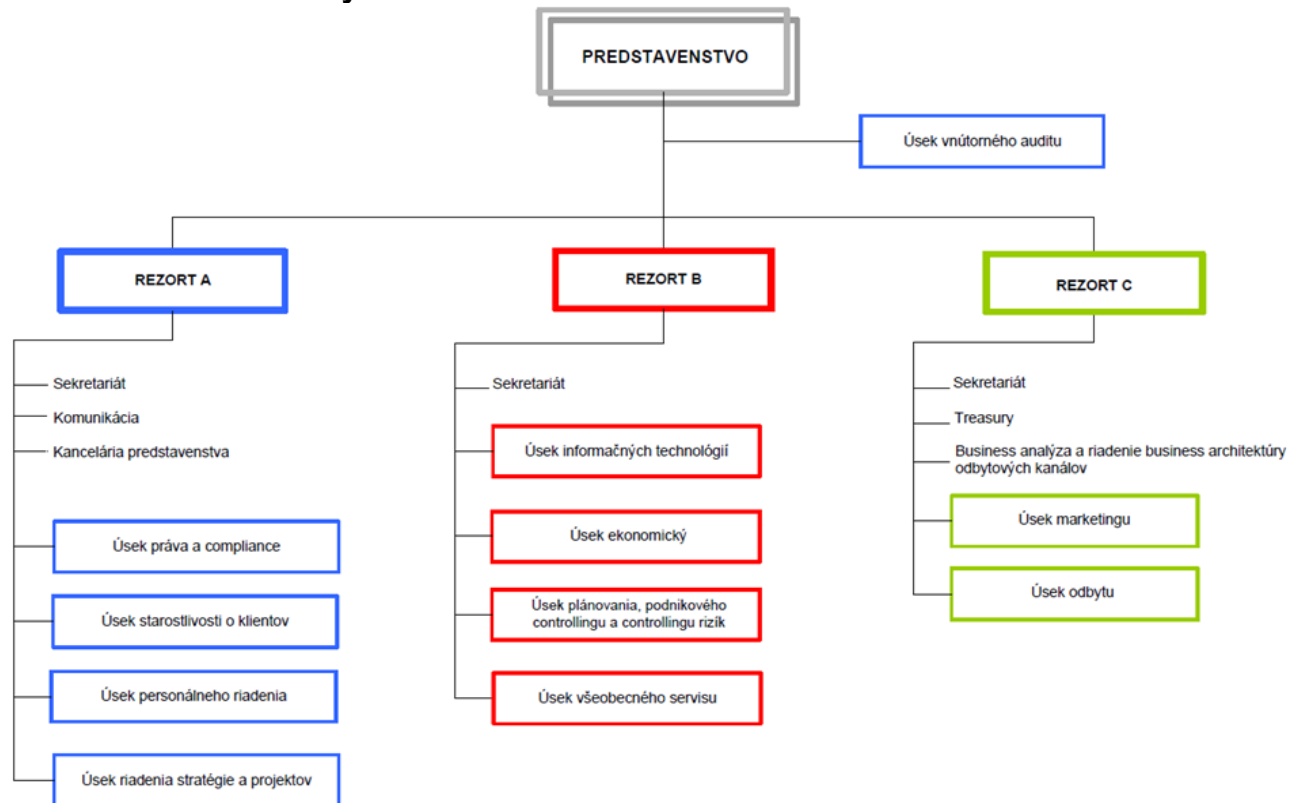 PREDSTAVENSTVO
Úsek vnútorného auditu
REZORT A
Sekretariát
Komunikácia
Kancelária predstavenstva
Úsek práva a compliance
Úsek starostlivosti o klientov
Úsek personálneho riadenia
Úsek riadenia stratégie a projektov
REZORT B
Sekretariát
Úsek informačných technológií
Úsek ekonomický
Úsek plánovania, podnikového
controllingu a controllingu rizík
Úsek všeobecného servisu
REZORT C
Sekretariát
Treasury
Business analýza a riadenie business architektúry
odbytových kanálov
Úsek marketingu
Úsek odbytu